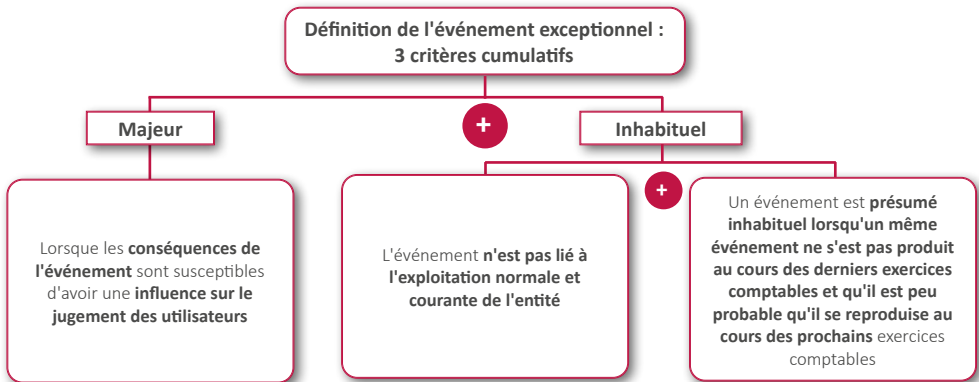 Définition de l'événement exceptionnel :
3 critères cumulatifs
Majeur
+
Inhabituel
Lorsque les conséquences de
l'événement sont susceptibles
d'avoir une influence sur le
jugement des utilisateurs
L'événement n'est pas lié à
l'exploitation normale et
courante de l'entité
+
Un événement est présumé
inhabituel lorsqu'un même
événement ne s'est pas produit
au cours des derniers exercices
comptables et qu'il est peu
probable qu'il se reproduise au
cours des prochains exercices
comptables